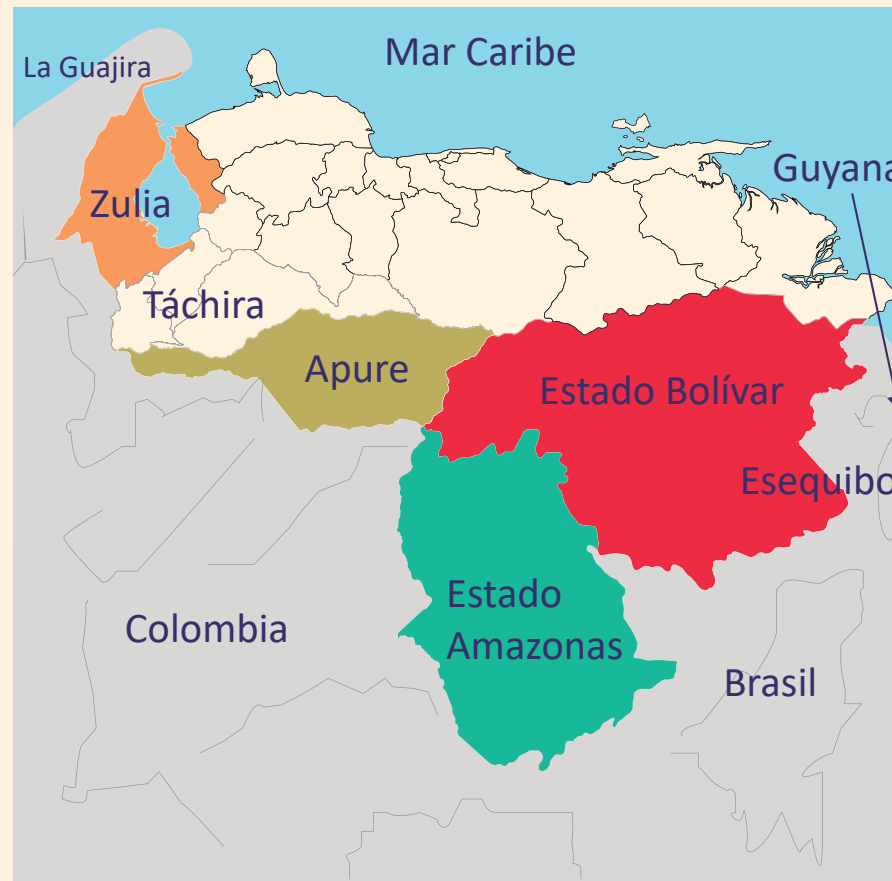 Mar Caribe
La Guajira
Guyana
Zulia
Táchira
Apure
Estado Bolívar
Esequibo
Estado
Amazonas
Colombia
Brasil